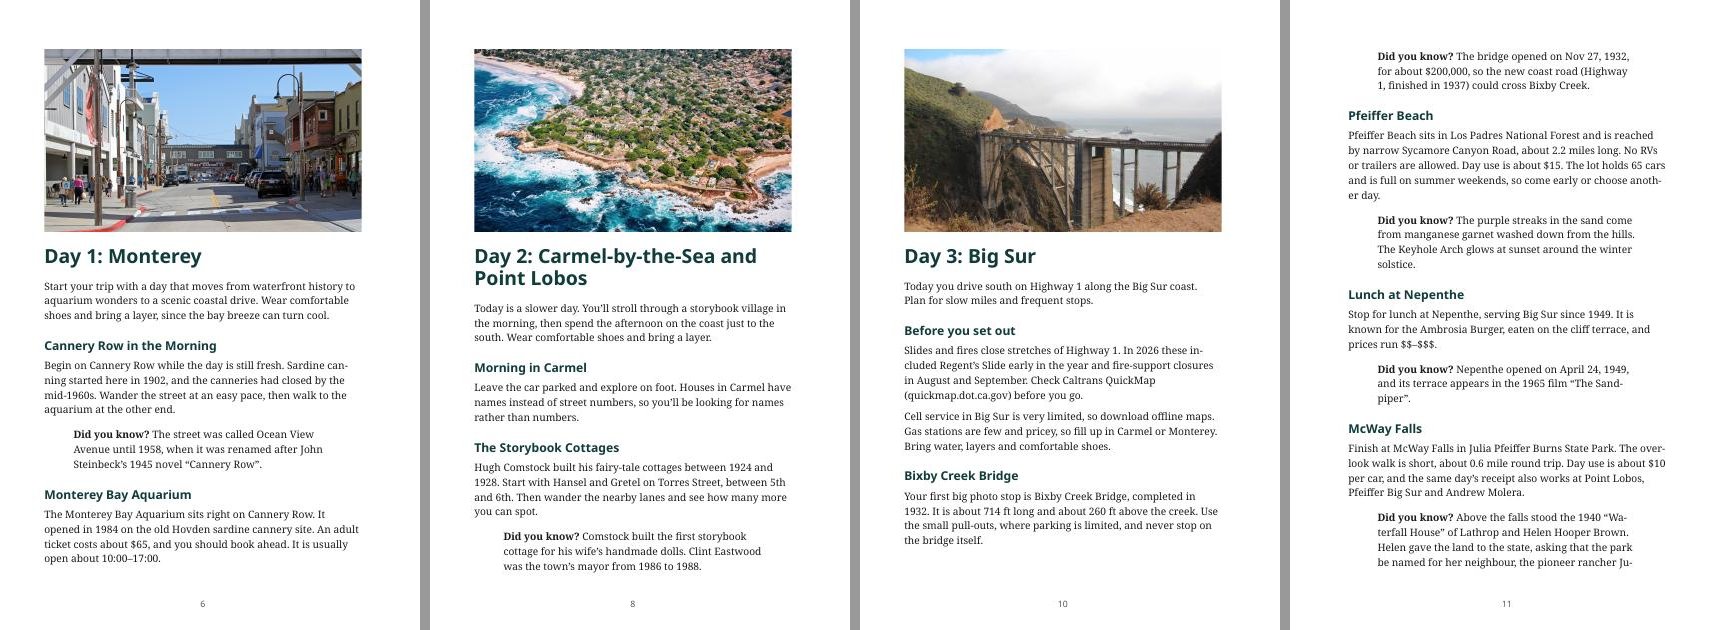 Day 1: Monterey
Start your trip with a day that moves from waterfront history to
aquarium wonders to a scenic coastal drive. Wear comfortable
shoes and bring a layer, since the bay breeze can turn cool.
Cannery Row in the Morning
Begin on Cannery Row while the day is still fresh. Sardine can-
ning started here in 1902, and the canneries had closed by the
mid-1960s. Wander the street at an easy pace, then walk to the
aquarium at the other end.
Did you know? The street was called Ocean View
Avenue until 1958, when it was renamed after John
Steinbeck’s 1945 novel “Cannery Row”.
Monterey Bay Aquarium
The Monterey Bay Aquarium sits right on Cannery Row. It
opened in 1984 on the old Hovden sardine cannery site. An adult
ticket costs about $65, and you should book ahead. It is usually
open about 10:00–17:00.
6
Day 2: Carmel-by-the-Sea and
Point Lobos
Today is a slower day. You’ll stroll through a storybook village in
the morning, then spend the afternoon on the coast just to the
south. Wear comfortable shoes and bring a layer.
Morning in Carmel
Leave the car parked and explore on foot. Houses in Carmel have
names instead of street numbers, so you’ll be looking for names
rather than numbers.
The Storybook Cottages
Hugh Comstock built his fairy-tale cottages between 1924 and
1928. Start with Hansel and Gretel on Torres Street, between 5th
and 6th. Then wander the nearby lanes and see how many more
you can spot.
Did you know? Comstock built the first storybook
cottage for his wife’s handmade dolls. Clint Eastwood
was the town’s mayor from 1986 to 1988.
8
Day 3: Big Sur
Today you drive south on Highway 1 along the Big Sur coast.
Plan for slow miles and frequent stops.
Before you set out
Slides and fires close stretches of Highway 1. In 2026 these in-
cluded Regent’s Slide early in the year and fire-support closures
in August and September. Check Caltrans QuickMap
(quickmap.dot.ca.gov) before you go.
Cell service in Big Sur is very limited, so download offline maps.
Gas stations are few and pricey, so fill up in Carmel or Monterey.
Bring water, layers and comfortable shoes.
Bixby Creek Bridge
Your first big photo stop is Bixby Creek Bridge, completed in
1932. It is about 714 ft long and about 260 ft above the creek. Use
the small pull-outs, where parking is limited, and never stop on
the bridge itself.
10
Did you know? The bridge opened on Nov 27, 1932,
for about $200,000, so the new coast road (Highway
1, finished in 1937) could cross Bixby Creek.
Pfeiffer Beach
Pfeiffer Beach sits in Los Padres National Forest and is reached
by narrow Sycamore Canyon Road, about 2.2 miles long. No RVs
or trailers are allowed. Day use is about $15. The lot holds 65 cars
and is full on summer weekends, so come early or choose anoth-
er day.
Did you know? The purple streaks in the sand come
from manganese garnet washed down from the hills.
The Keyhole Arch glows at sunset around the winter
solstice.
Lunch at Nepenthe
Stop for lunch at Nepenthe, serving Big Sur since 1949. It is
known for the Ambrosia Burger, eaten on the cliff terrace, and
prices run $$–$$$.
Did you know? Nepenthe opened on April 24, 1949,
and its terrace appears in the 1965 film “The Sand-
piper”.
McWay Falls
Finish at McWay Falls in Julia Pfeiffer Burns State Park. The over-
look walk is short, about 0.6 mile round trip. Day use is about $10
per car, and the same day’s receipt also works at Point Lobos,
Pfeiffer Big Sur and Andrew Molera.
Did you know? Above the falls stood the 1940 “Wa-
terfall House” of Lathrop and Helen Hooper Brown.
Helen gave the land to the state, asking that the park
be named for her neighbour, the pioneer rancher Ju-
11